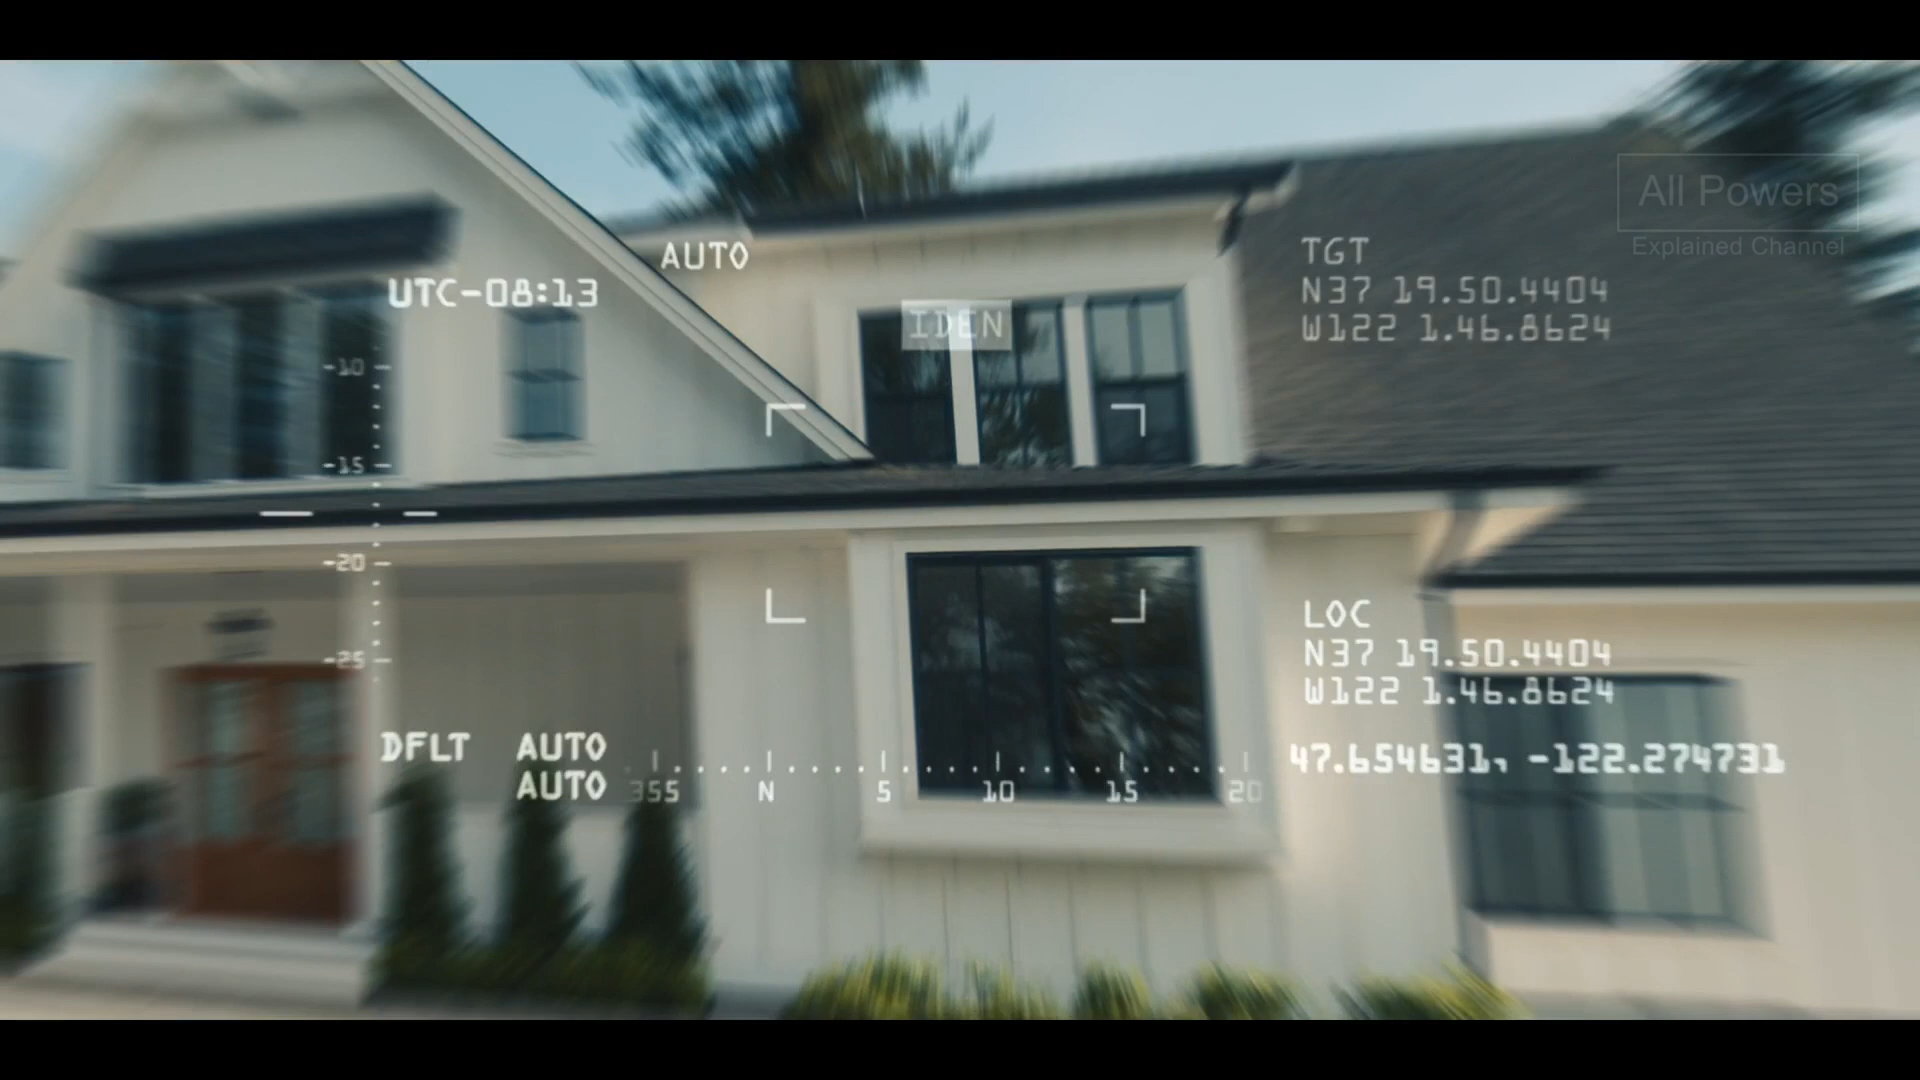 All Powers
Explained Channel
AUTO
TGT
UTC-08:13
N37 19.50.4404
IDEN
W122 1.46.8624
-10
-15
-20
-25
LOC
N37 19.50.4404
W122 1.46.8624
DFLT AUTO
47.654631, -122.274731
AUTO
355 N 5 10 15 20